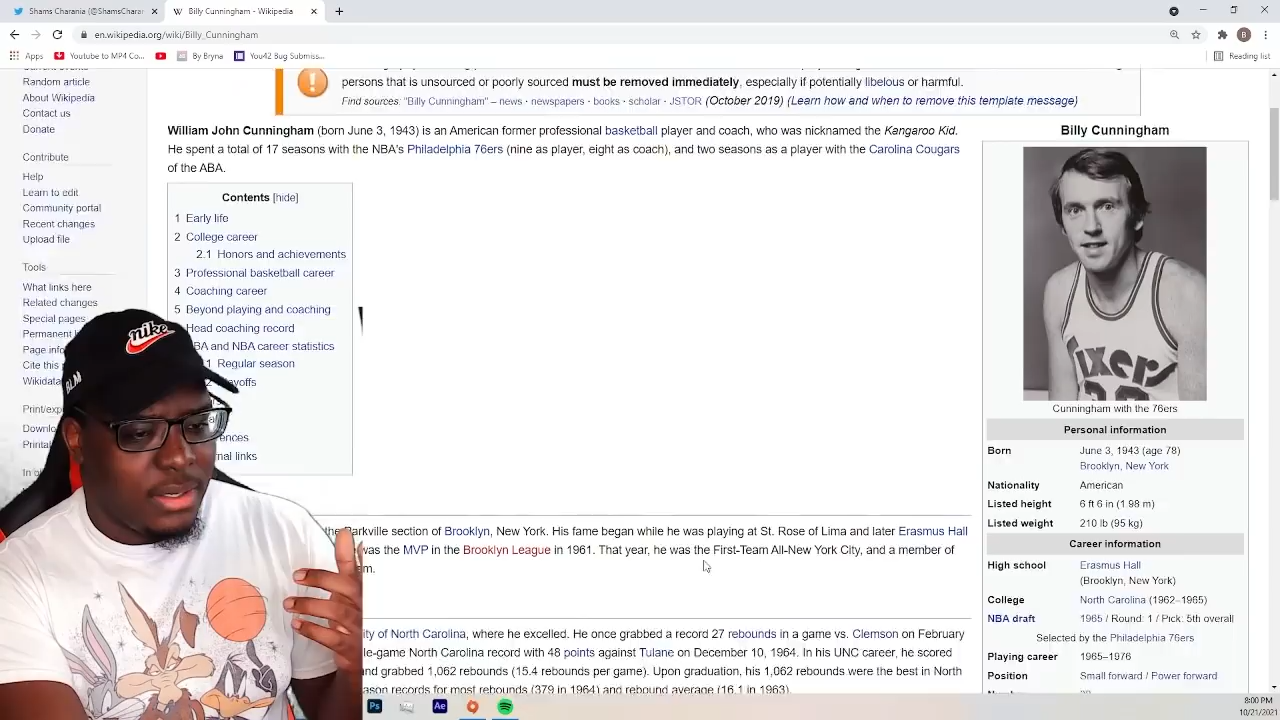 Shams Charania (@ShamsChara
Billy Cunningham - Wikipedia
en.wikipedia.org/wiki/Billy_Cunningham
Apps
Youtube to MP4 Co...
By Bryna
You42 Bug Submiss...
Reading list
B
Random article
About Wikipedia
Contact us
Donate
Contribute
Help
Learn to edit
Community portal
Recent changes
Upload file
Tools
What links here
Related changes
Special pages
Permanent
Page info
Cite this
Wikidata
Print/exp
Downlo
Printa
persons that is unsourced or poorly sourced must be removed immediately, especially if potentially libelous or harmful.
Find sources: "Billy Cunningham" – news · newspapers · books · scholar · JSTOR (October 2019) (Learn how and when to remove this template message)
William John Cunningham (born June 3, 1943) is an American former professional basketball player and coach, who was nicknamed the Kangaroo Kid.
He spent a total of 17 seasons with the NBA's Philadelphia 76ers (nine as player, eight as coach), and two seasons as a player with the Carolina Cougars
of the ABA.
Contents [hide]
1 Early life
2 College career
2.1 Honors and achievements
3 Professional basketball career
4 Coaching career
5 Beyond playing and coaching
Head coaching record
BA and NBA career statistics
1 Regular season
2 ayoffs
ences
nal links
the Parkville section of Brooklyn, New York. His fame began while he was playing at St. Rose of Lima and later Erasmus Hall
was the MVP in the Brooklyn League in 1961. That year, he was the First-Team All-New York City, and a member of
m.
ity of North Carolina, where he excelled. He once grabbed a record 27 rebounds in a game vs. Clemson on February
le-game North Carolina record with 48 points against Tulane on December 10, 1964. In his UNC career, he scored
and grabbed 1,062 rebounds (15.4 rebounds per game). Upon graduation, his 1,062 rebounds were the best in North
ason records for most rebounds (379 in 1964) and rebound average (16.1 in 1963).
Billy Cunningham
Sixers
Cunningham with the 76ers
Personal information
Born June 3, 1943 (age 78)
Brooklyn, New York
Nationality American
Listed height 6 ft 6 in (1.98 m)
Listed weight 210 lb (95 kg)
Career information
High school Erasmus Hall
(Brooklyn, New York)
College North Carolina (1962–1965)
NBA draft 1965 / Round: 1 / Pick: 5th overall
Selected by the Philadelphia 76ers
Playing career 1965–1976
Position Small forward / Power forward
nike
BLM
Ps
Ae
8:00 PM
10/21/2021